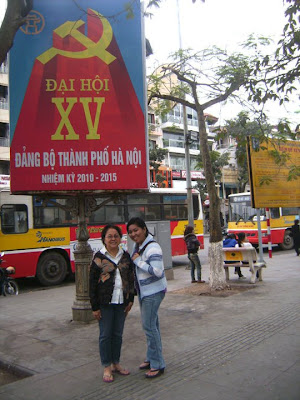 ĐẠI HỘI
XV
ĐẢNG BỘ THÀNH PHỐ HÀ NỘI
NHIỆM KỲ 2010 - 2015